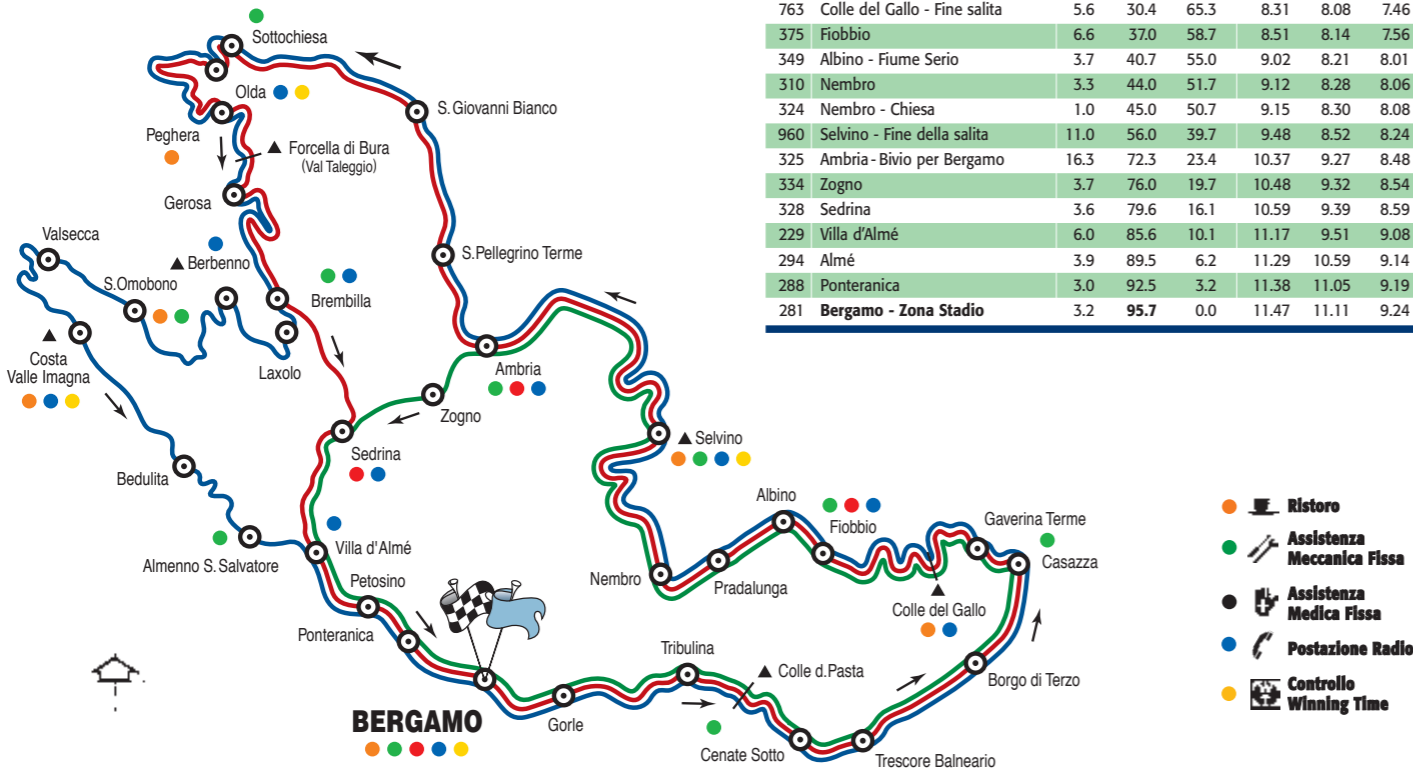 763 Colle del Gallo - Fine salita 5.6 30.4 65.3 8.31 8.08 7.46
375 Fiobbio 6.6 37.0 58.7 8.51 8.14 7.56
349 Albino - Fiume Serio 3.7 40.7 55.0 9.02 8.21 8.01
310 Nembro 3.3 44.0 51.7 9.12 8.28 8.06
324 Nembro - Chiesa 1.0 45.0 50.7 9.15 8.30 8.08
960 Selvino - Fine della salita 11.0 56.0 39.7 9.48 8.52 8.24
325 Ambria - Bivio per Bergamo 16.3 72.3 23.4 10.37 9.27 8.48
334 Zogno 3.7 76.0 19.7 10.48 9.32 8.54
328 Sedrina 3.6 79.6 16.1 10.59 9.39 8.59
229 Villa d'Almé 6.0 85.6 10.1 11.17 9.51 9.08
294 Almé 3.9 89.5 6.2 11.29 10.59 9.14
288 Ponteranica 3.0 92.5 3.2 11.38 11.05 9.19
281 Bergamo - Zona Stadio 3.2 95.7 0.0 11.47 11.11 9.24
Sottochiesa
Olda
S.Giovanni Bianco
Peghera
Forcella di Bura
(Val Taleggio)
Gerosa
Valsecca
Berbenno
S.Omobono
Brembilla
S.Pellegrino Terme
Costa
Valle Imagna
Laxolo
Ambria
Zogno
Sedrina
Selvino
Bedulita
Albino
Fiobbio
Gaverina Terme
Casazza
Almenno S. Salvatore
Villa d'Almé
Nembro
Pradalunga
Petosino
Colle del Gallo
Ponteranica
Tribulina
Colle d.Pasta
Borgo di Terzo
BERGAMO
Gorle
Cenate Sotto
Trescore Balneario
Ristoro
Assistenza
Meccanica Fissa
Assistenza
Medica Fissa
Postazione Radio
Controllo
Winning Time